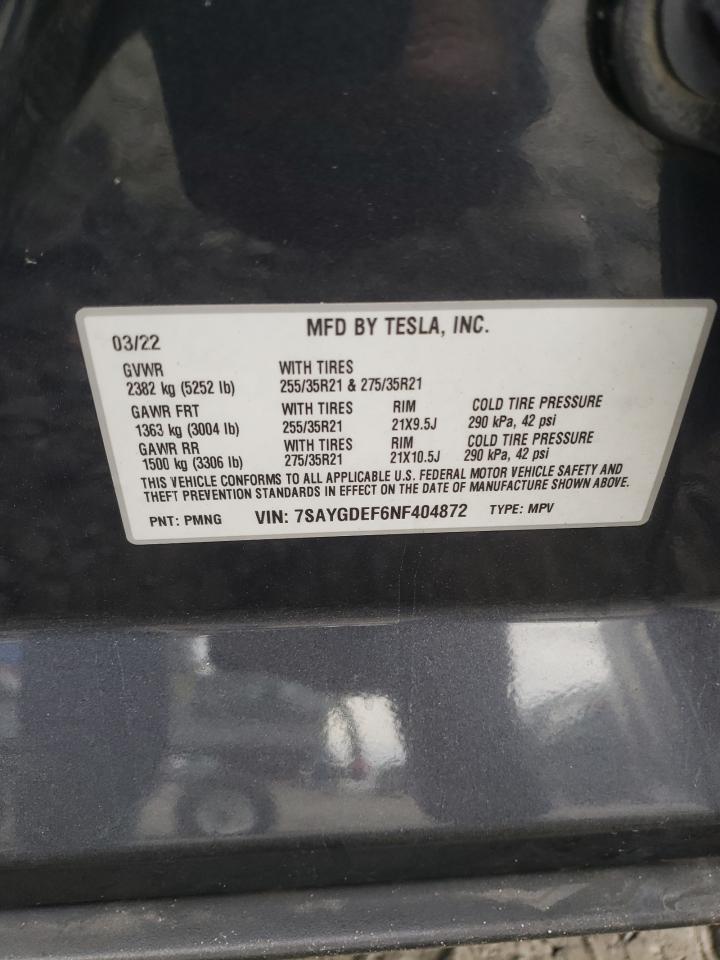 MFD BY TESLA, INC.
03/22
GVWR WITH TIRES
2382 kg (5252 lb) 255/35R21 & 275/35R21
GAWR FRT WITH TIRES RIM COLD TIRE PRESSURE
1363 kg (3004 lb) 255/35R21 21X9.5J 290 kPa, 42 psi
GAWR RR WITH TIRES RIM COLD TIRE PRESSURE
1500 kg (3306 lb) 275/35R21 21X10.5J 290 kPa, 42 psi
THIS VEHICLE CONFORMS TO ALL APPLICABLE U.S. FEDERAL MOTOR VEHICLE SAFETY AND
THEFT PREVENTION STANDARDS IN EFFECT ON THE DATE OF MANUFACTURE SHOWN ABOVE.
PNT: PMNG VIN: 7SAYGDEF6NF404872 TYPE: MPV